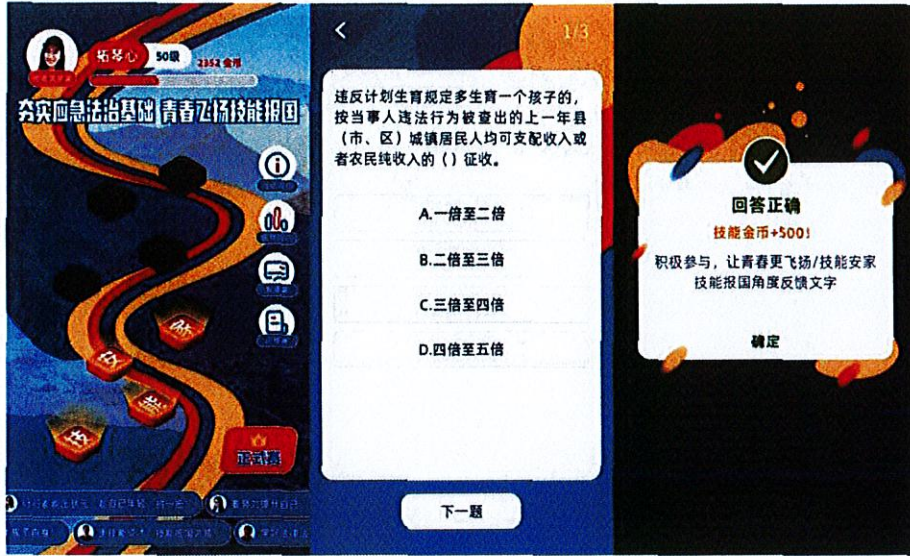 拓琴心
50级
2352 金币
夯实应急法治基础 青春飞扬技能报国
正式赛
1/3
违反计划生育规定多生育一个孩子的，
按当事人违法行为被查出的上一年县
（市、区）城镇居民人均可支配收入或
者农民纯收入的（）征收。
A.一倍至二倍
B.二倍至三倍
C.三倍至四倍
D.四倍至五倍
下一题
回答正确
技能金币+500!
积极参与，让青春更飞扬/技能安家
技能报国角度反馈文字
确定